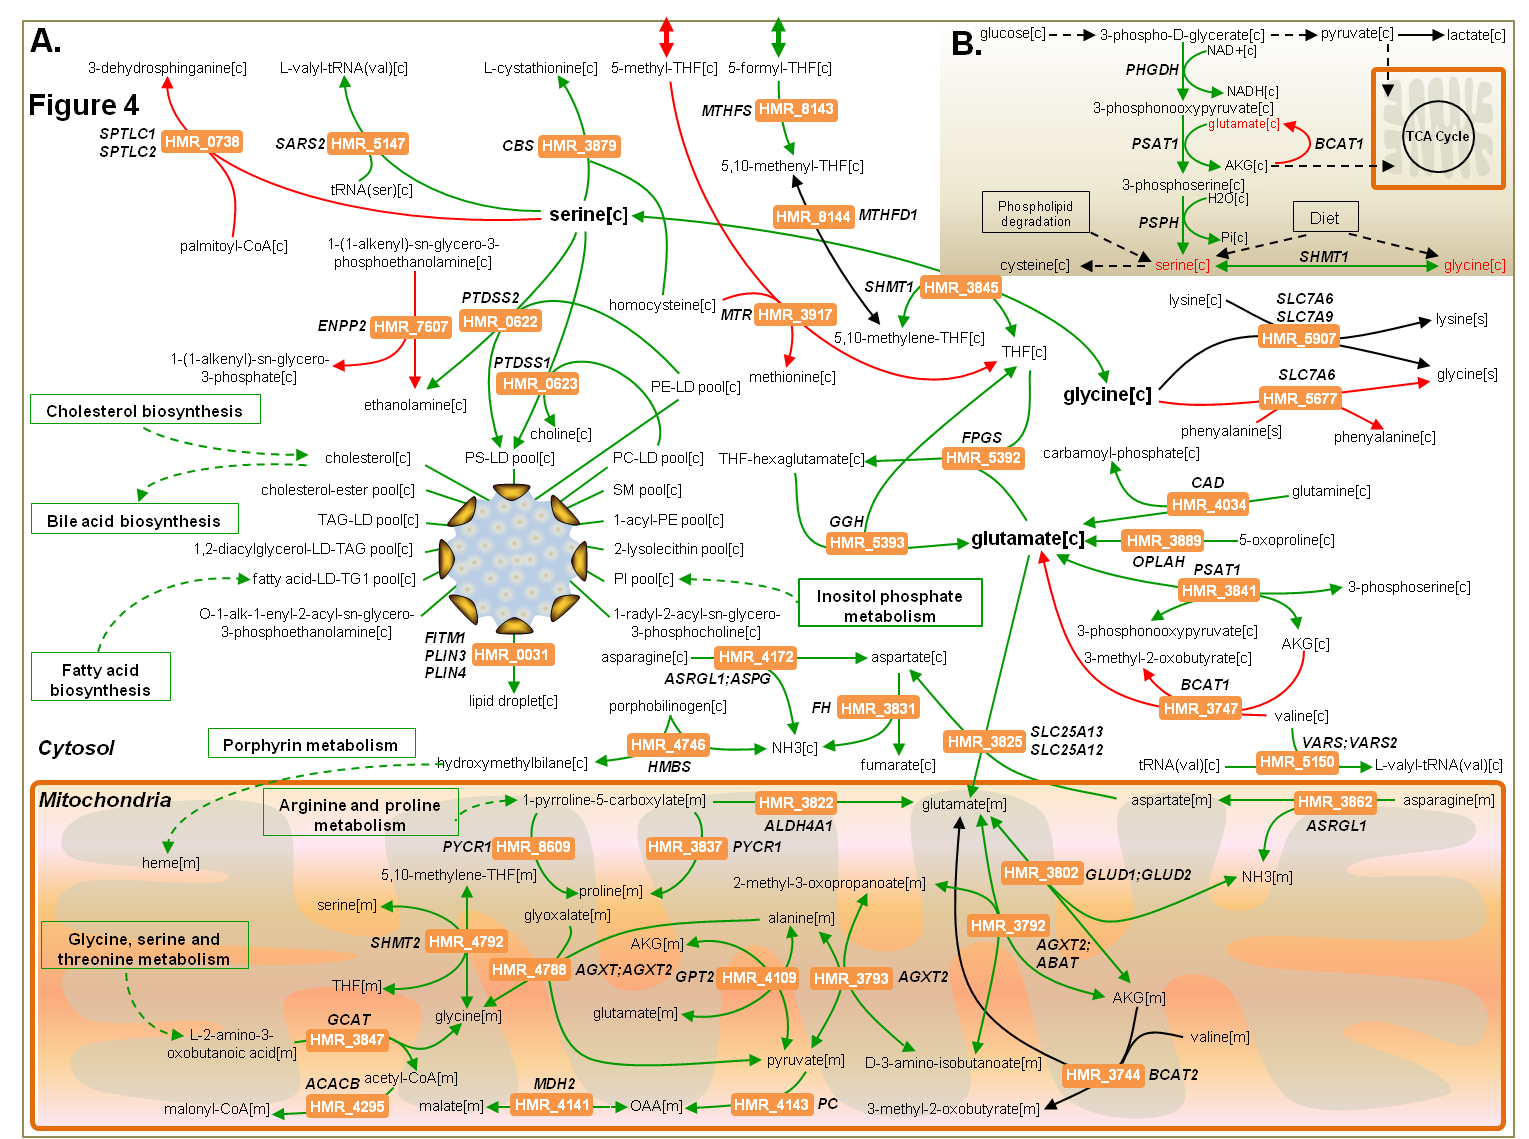 A.
Figure 4
3-dehydrosphinganine[c]
L-valyl-tRNA(val)[c]
L-cystathionine[c]
5-methyl-THF[c]
5-formyl-THF[c]
SPTLC1
SPTLC2
HMR_0738
SARS2
HMR_5147
CBS
HMR_3879
MTHFS
HMR_8143
tRNA(ser)[c]
5,10-methenyl-THF[c]
serine[c]
HMR_8144
MTHFD1
palmitoyl-CoA[c]
1-(1-alkenyl)-sn-glycero-3-
phosphoethanolamine[c]
PTDSS2
HMR_0622
homocysteine[c]
MTR
HMR_3917
SHMT1
HMR_3845
ENPP2
HMR_7607
5,10-methylene-THF[c]
THF[c]
1-(1-alkenyl)-sn-glycero-
3-phosphate[c]
PTDSS1
HMR_0623
PE-LD pool[c]
methionine[c]
glycine[c]
ethanolamine[c]
choline[c]
B.
glucose[c]
3-phospho-D-glycerate[c]
pyruvate[c]
lactate[c]
NAD+[c]
PHGDH
NADH[c]
3-phosphonooxypyruvate[c]
glutamate[c]
PSAT1
BCAT1
AKG[c]
TCA Cycle
3-phosphoserine[c]
H2O[c]
Phospholipid
degradation
PSPH
Pi[c]
Diet
cysteine[c]
serine[c]
SHMT1
glycine[c]
lysine[c]
SLC7A6
SLC7A9
HMR_5907
lysine[s]
SLC7A6
HMR_5677
glycine[s]
phenyalanine[s]
phenyalanine[c]
Cholesterol biosynthesis
cholesterol[c]
PS-LD pool[c]
PC-LD pool[c]
THF-hexaglutamate[c]
FPGS
HMR_5392
carbamoyl-phosphate[c]
cholesterol-ester pool[c]
SM pool[c]
CAD
HMR_4034
glutamine[c]
Bile acid biosynthesis
TAG-LD pool[c]
1-acyl-PE pool[c]
GGH
HMR_5393
glutamate[c]
HMR_3889
5-oxoproline[c]
OPLAH
1,2-diacylglycerol-LD-TAG pool[c]
2-lysolecithin pool[c]
fatty acid-LD-TG1 pool[c]
PI pool[c]
Inositol phosphate
metabolism
PSAT1
HMR_3841
3-phosphoserine[c]
O-1-alk-1-enyl-2-acyl-sn-glycero-
3-phosphoethanolamine[c]
1-radyl-2-acyl-sn-glycero-
3-phosphocholine[c]
3-phosphonooxypyruvate[c]
AKG[c]
Fatty acid
biosynthesis
FITM1
PLIN3
PLIN4
HMR_0031
lipid droplet[c]
asparagine[c]
HMR_4172
ASRGL1;ASPG
aspartate[c]
3-methyl-2-oxobutyrate[c]
BCAT1
HMR_3747
valine[c]
porphobilinogen[c]
FH
HMR_3831
Cytosol
Porphyrin metabolism
HMR_4746
HMBS
NH3[c]
HMR_3825
SLC25A13
SLC25A12
VARS;VARS2
HMR_5150
hydroxymethylbilane[c]
fumarate[c]
tRNA(val)[c]
L-valyl-tRNA(val)[c]
Mitochondria
Arginine and proline
metabolism
1-pyrroline-5-carboxylate[m]
HMR_3822
ALDH4A1
glutamate[m]
aspartate[m]
HMR_3862
ASRGL1
asparagine[m]
heme[m]
PYCR1
HMR_8609
HMR_3837
PYCR1
5,10-methylene-THF[m]
proline[m]
2-methyl-3-oxopropanoate[m]
HMR_3802
GLUD1;GLUD2
NH3[m]
serine[m]
glyoxalate[m]
alanine[m]
Glycine, serine and
threonine metabolism
SHMT2
HMR_4792
AKG[m]
HMR_3792
AGXT2;
ABAT
HMR_4788
AGXT;AGXT2
GPT2
HMR_4109
HMR_3793
AGXT2
THF[m]
glycine[m]
glutamate[m]
AKG[m]
GCAT
HMR_3847
L-2-amino-3-
oxobutanoic acid[m]
valine[m]
pyruvate[m]
D-3-amino-isobutanoate[m]
HMR_3744
BCAT2
acetyl-CoA[m]
ACACB
HMR_4295
malonyl-CoA[m]
MDH2
HMR_4141
malate[m]
OAA[m]
HMR_4143
PC
3-methyl-2-oxobutyrate[m]